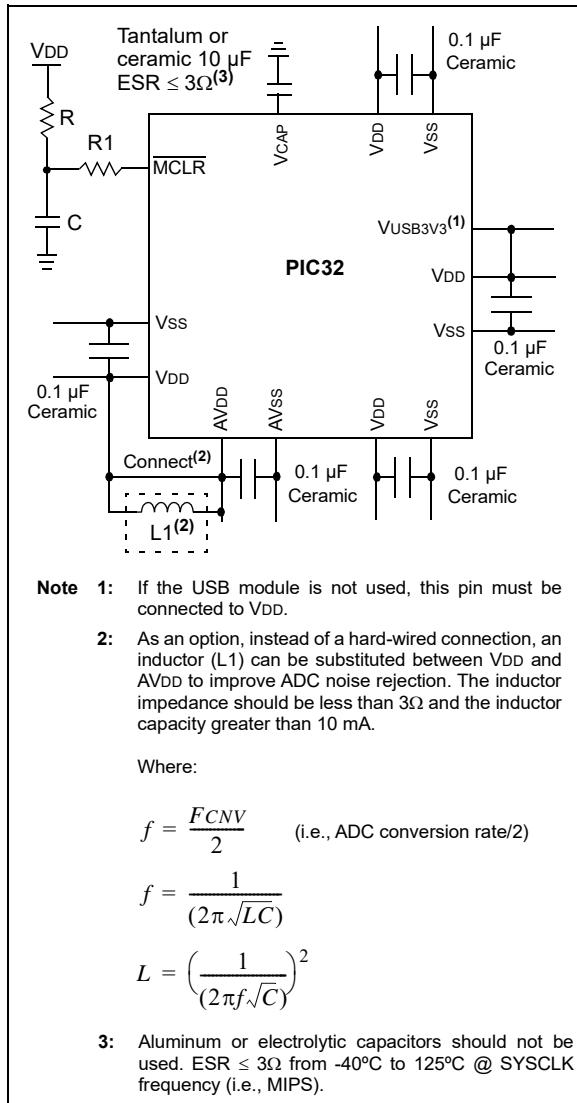 VDD
Tantalum or
ceramic 10 µF
ESR ≤ 3Ω(3)
0.1 µF
Ceramic
R
R1
C
MCLR
VCAP
VDD
VSS
VUSB3V3(1)
PIC32
VDD
VSS
VSS
VDD
0.1 µF
Ceramic
0.1 µF
Ceramic
AVDD
AVSS
VDD
VSS
Connect(2)
0.1 µF
Ceramic
0.1 µF
Ceramic
L1(2)
Note 1: If the USB module is not used, this pin must be
connected to VDD.
2: As an option, instead of a hard-wired connection, an
inductor (L1) can be substituted between VDD and
AVDD to improve ADC noise rejection. The inductor
impedance should be less than 3Ω and the inductor
capacity greater than 10 mA.
Where:
f = FCNV / 2 (i.e., ADC conversion rate/2)
f = 1 / (2π√LC)
L = (1 / (2πf√C))²
3: Aluminum or electrolytic capacitors should not be
used. ESR ≤ 3Ω from -40ºC to 125ºC @ SYSCLK
frequency (i.e., MIPS).